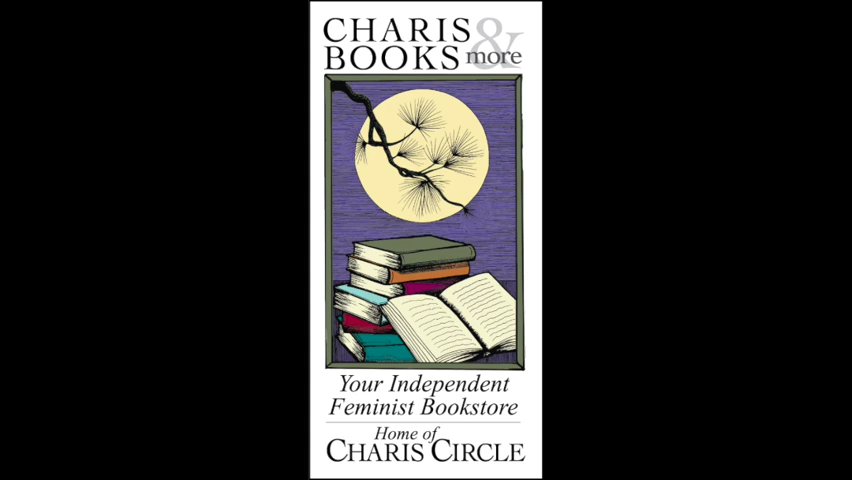 CHARIS
BOOKS & more
Your Independent
Feminist Bookstore
Home of
CHARIS CIRCLE